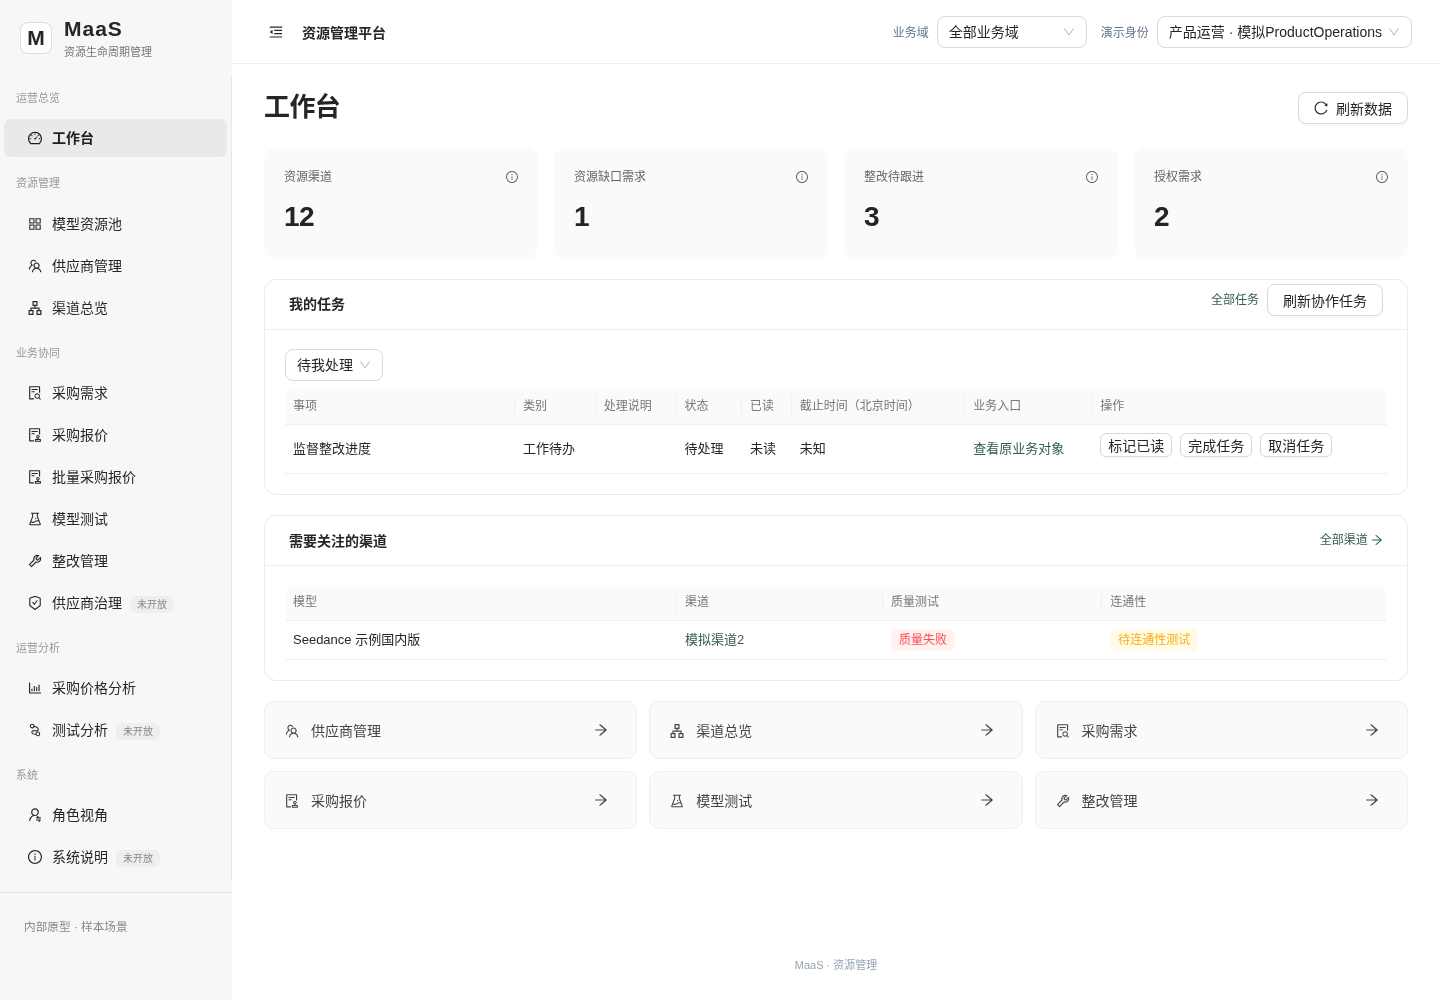 M
MaaS
资源生命周期管理
运营总览
工作台
资源管理
模型资源池
供应商管理
渠道总览
业务协同
采购需求
采购报价
批量采购报价
模型测试
整改管理
供应商治理 未开放
运营分析
采购价格分析
测试分析 未开放
系统
角色视角
系统说明 未开放
内部原型 · 样本场景
资源管理平台 业务域 全部业务域 演示身份 产品运营 · 模拟ProductOperations
工作台 刷新数据
资源渠道 资源缺口需求 整改待跟进 授权需求
12 1 3 2
我的任务 全部任务 刷新协作任务
待我处理
事项 类别 处理说明 状态 已读 截止时间（北京时间） 业务入口 操作
监督整改进度 工作待办 待处理 未读 未知 查看原业务对象 标记已读 完成任务 取消任务
需要关注的渠道 全部渠道
模型 渠道 质量测试 连通性
Seedance 示例国内版 模拟渠道2 质量失败 待连通性测试
供应商管理 渠道总览 采购需求
采购报价 模型测试 整改管理
MaaS · 资源管理